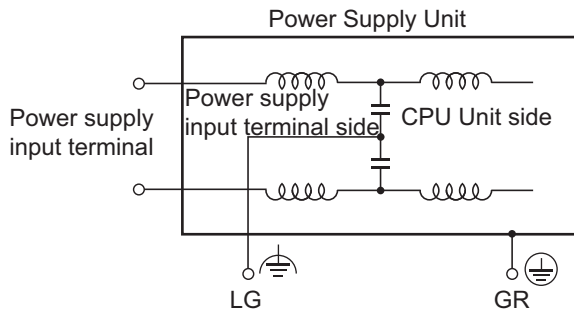 Power Supply Unit
Power supply
input terminal
Power supply
input terminal side
CPU Unit side
LG
GR